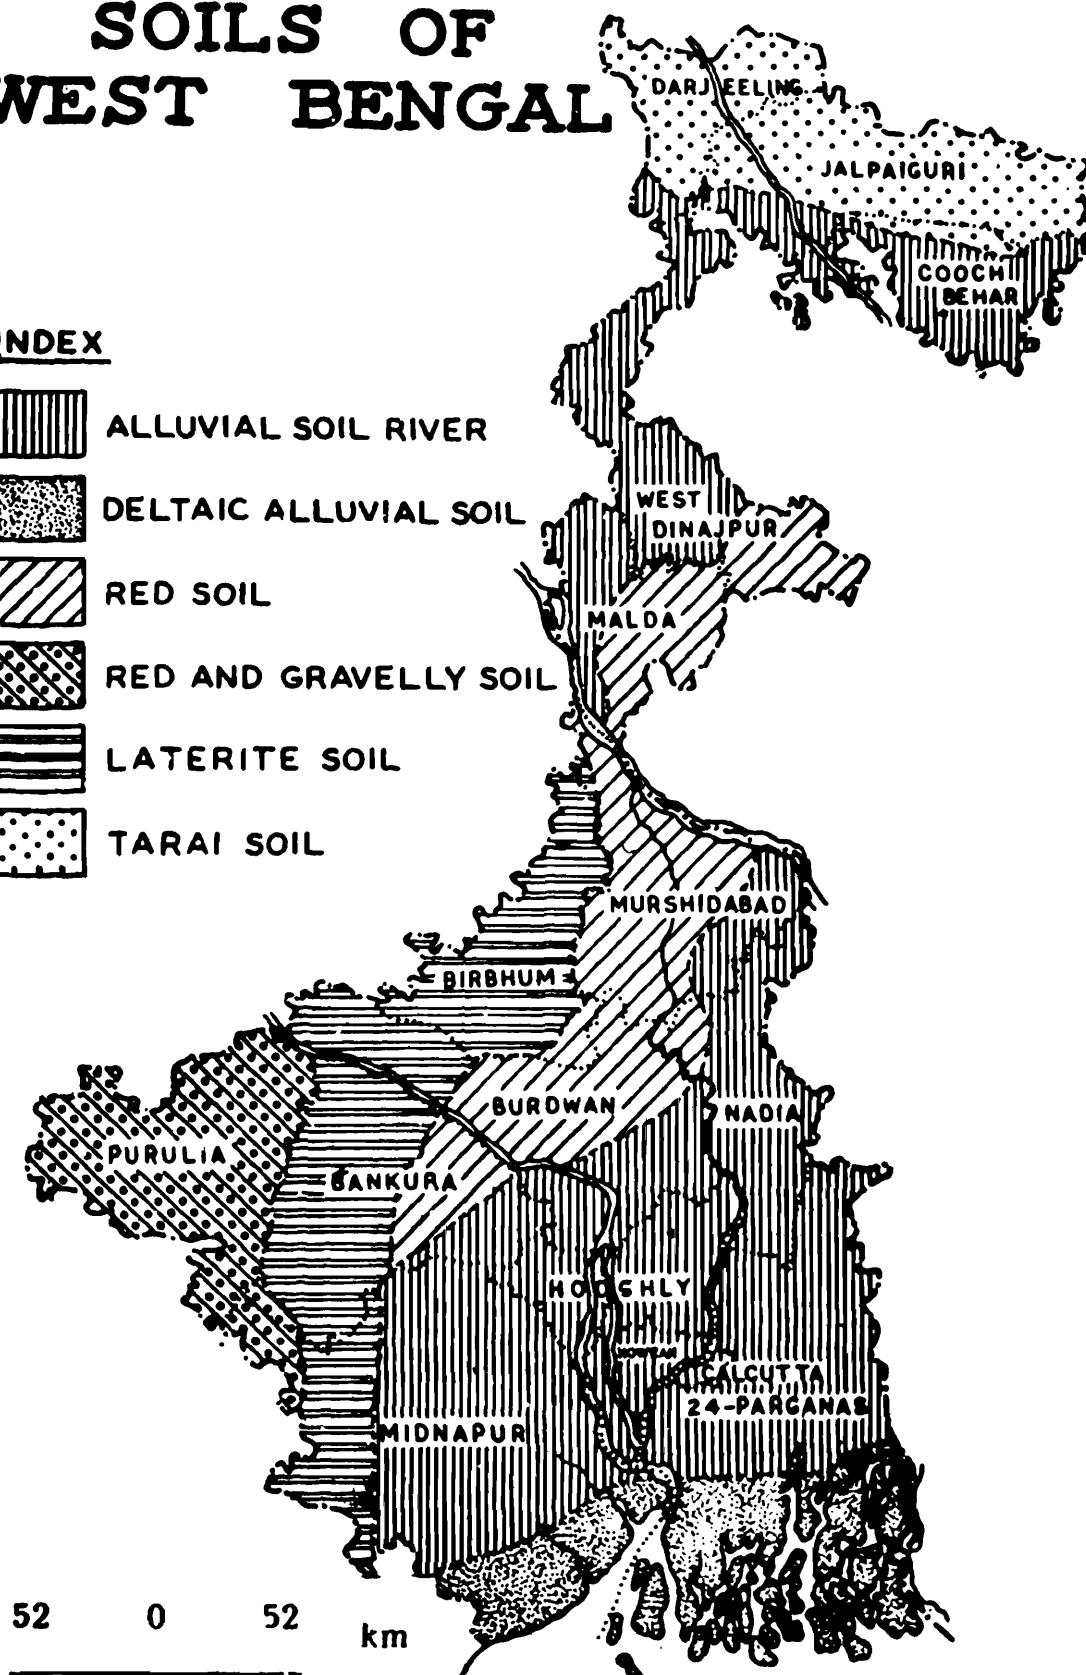 SOILS OF
WEST BENGAL
DARJEELING
JALPAIGURI
COOCH
BEHAR
INDEX
ALLUVIAL SOIL RIVER
DELTAIC ALLUVIAL SOIL
RED SOIL
RED AND GRAVELLY SOIL
LATERITE SOIL
TARAI SOIL
WEST
DINAJPUR
MALDA
MURSHIDABAD
BIRBHUM
BURDWAN
NADIA
PURULIA
BANKURA
HOOGHLY
HOWRAH
CALCUTTA
24-PARGANAS
MIDNAPUR
52 0 52 km